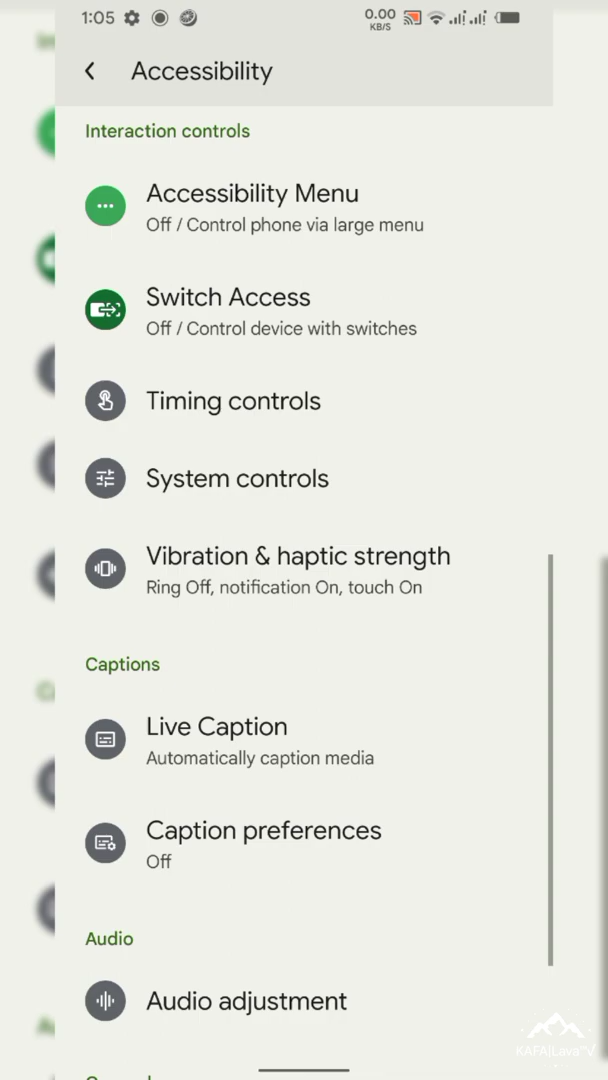 1:05
0.00
KB/S
Accessibility
Interaction controls
Accessibility Menu
Off / Control phone via large menu
Switch Access
Off / Control device with switches
Timing controls
System controls
Vibration & haptic strength
Ring Off, notification On, touch On
Captions
Live Caption
Automatically caption media
Caption preferences
Off
Audio
Audio adjustment